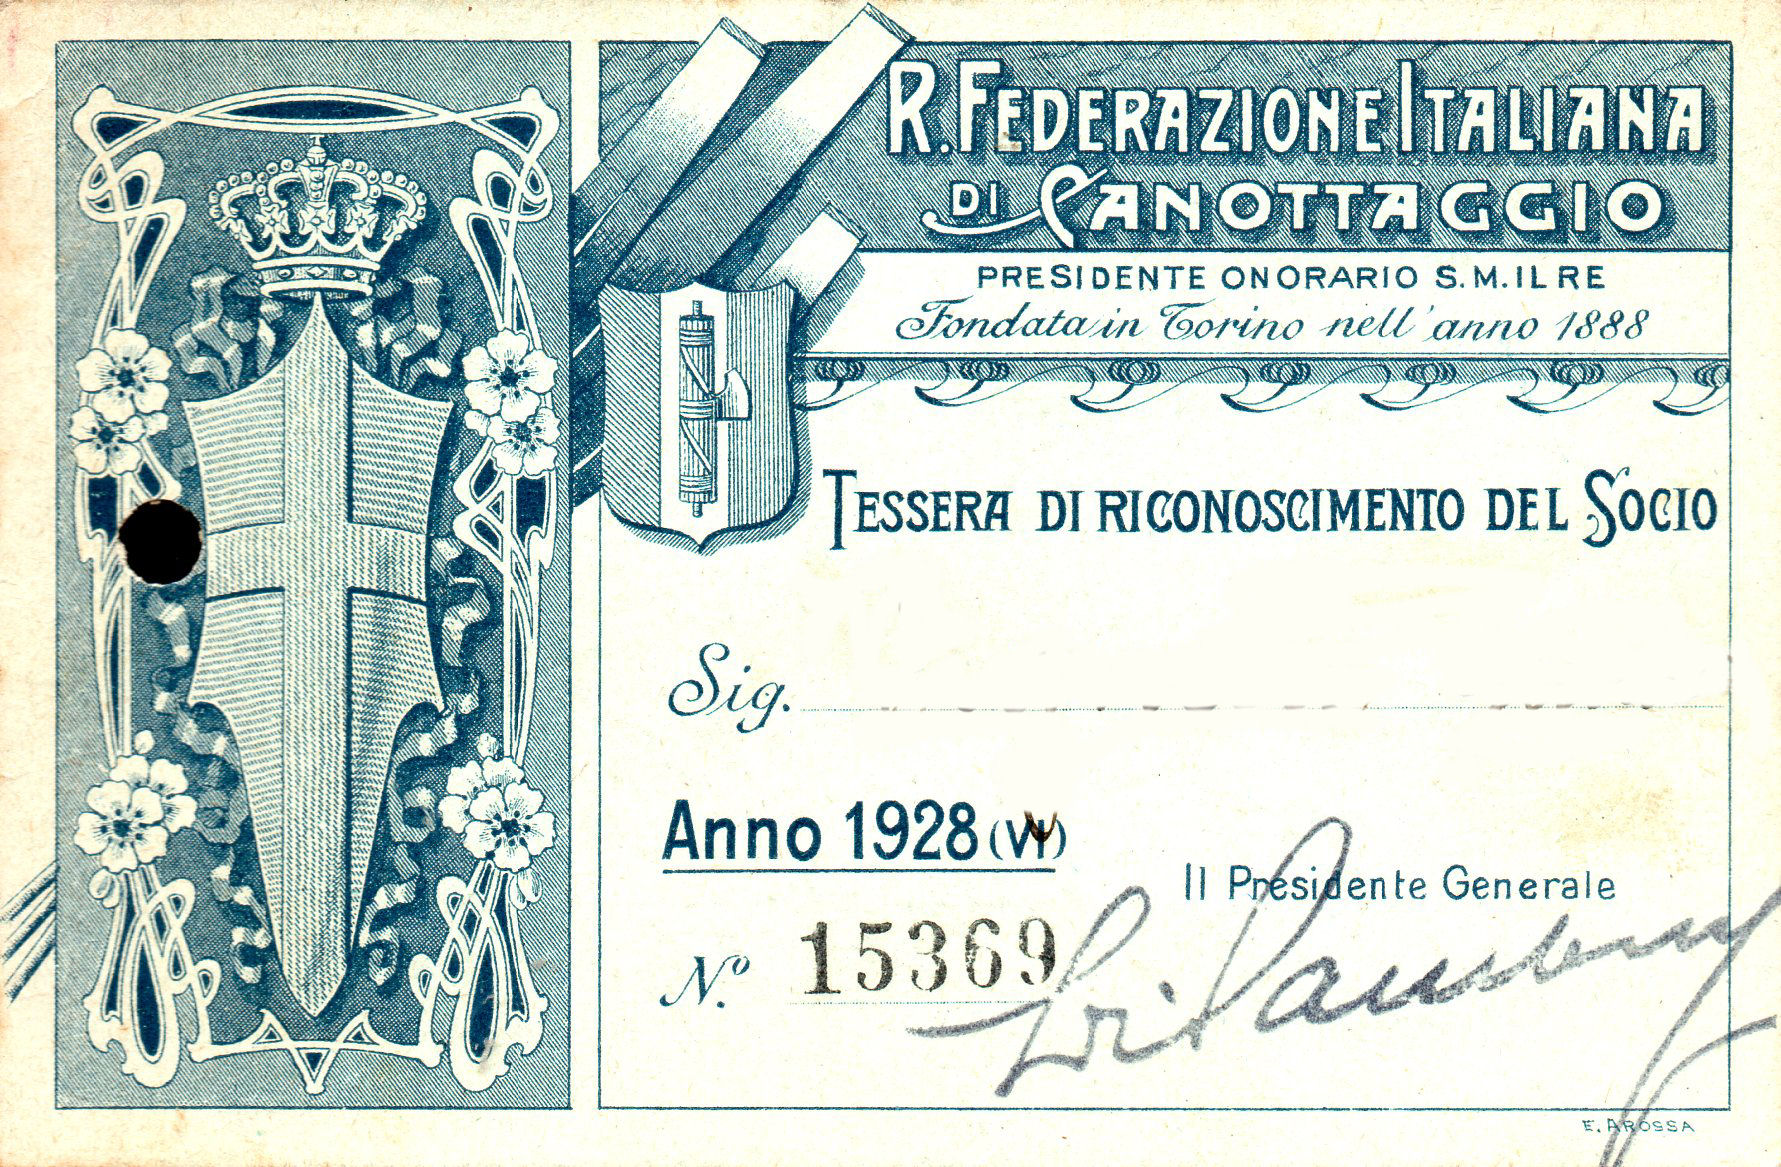 R. FEDERAZIONE ITALIANA
DI CANOTTAGGIO
PRESIDENTE ONORARIO S.M. IL RE
Fondata in Torino nell'anno 1888
TESSERA DI RICONOSCIMENTO DEL SOCIO
Sig.
Anno 1928 (VI)
Il Presidente Generale
N.º 15369
E. AROSSA